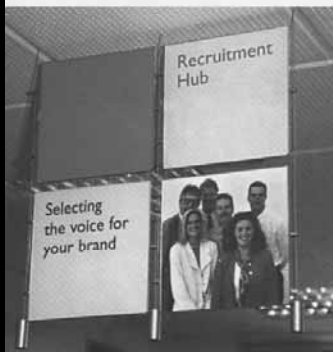 Recruitment
Hub
Selecting
the voice for
your brand